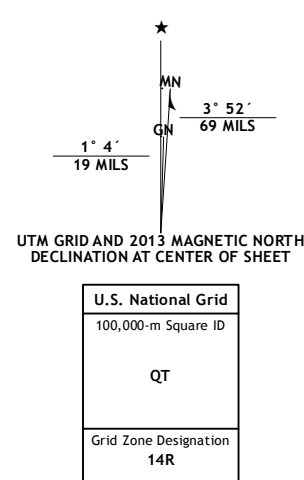 ★
MN
3° 52´
69 MILS
GN
1° 4´
19 MILS
UTM GRID AND 2013 MAGNETIC NORTH
DECLINATION AT CENTER OF SHEET
U.S. National Grid
100,000-m Square ID
QT
Grid Zone Designation
14R